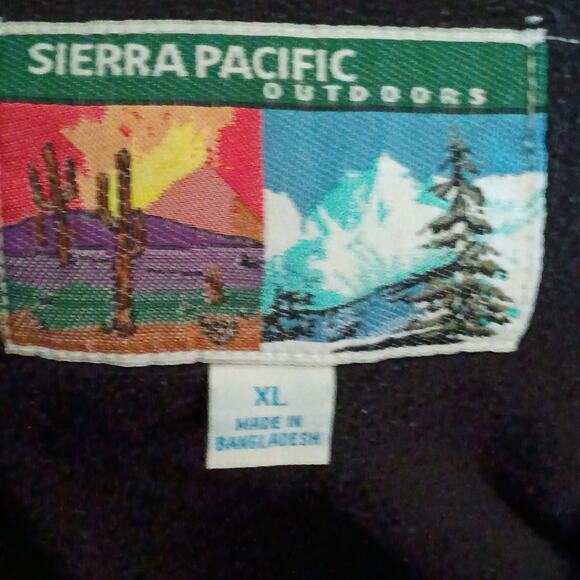 SIERRA PACIFIC
OUTDOORS
XL
MADE IN
BANGLADESH